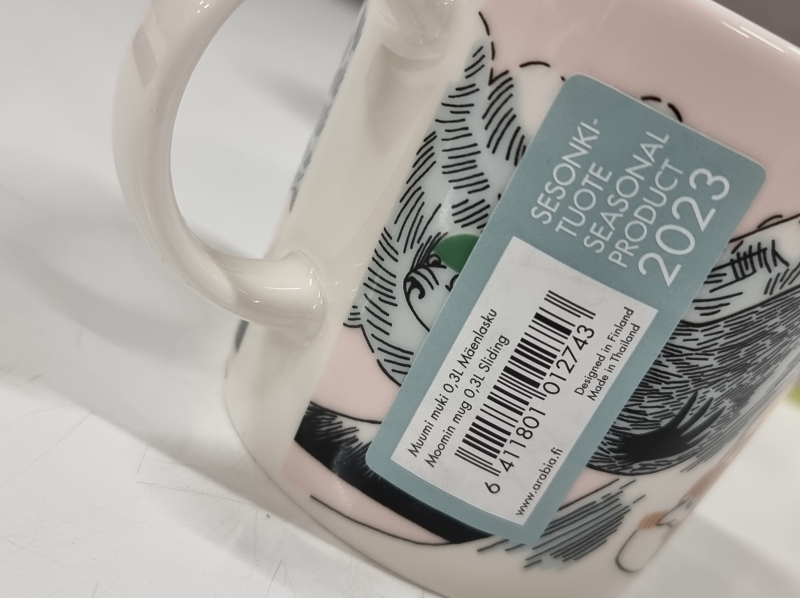 SESONKI-
TUOTE
SEASONAL
PRODUCT
2023
Muumi muki 0,3L Mäenlasku
Moomin mug 0,3L Sliding
6 411801 012743
Designed in Finland
Made in Thailand
www.arabia.fi